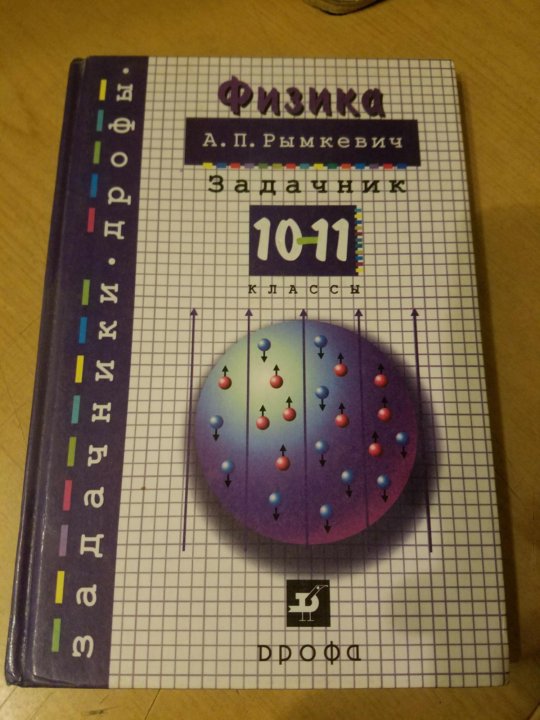 Физика
А. П. Рымкевич
Задачник
10–11
классы
дрофа
задачники·дрофы·